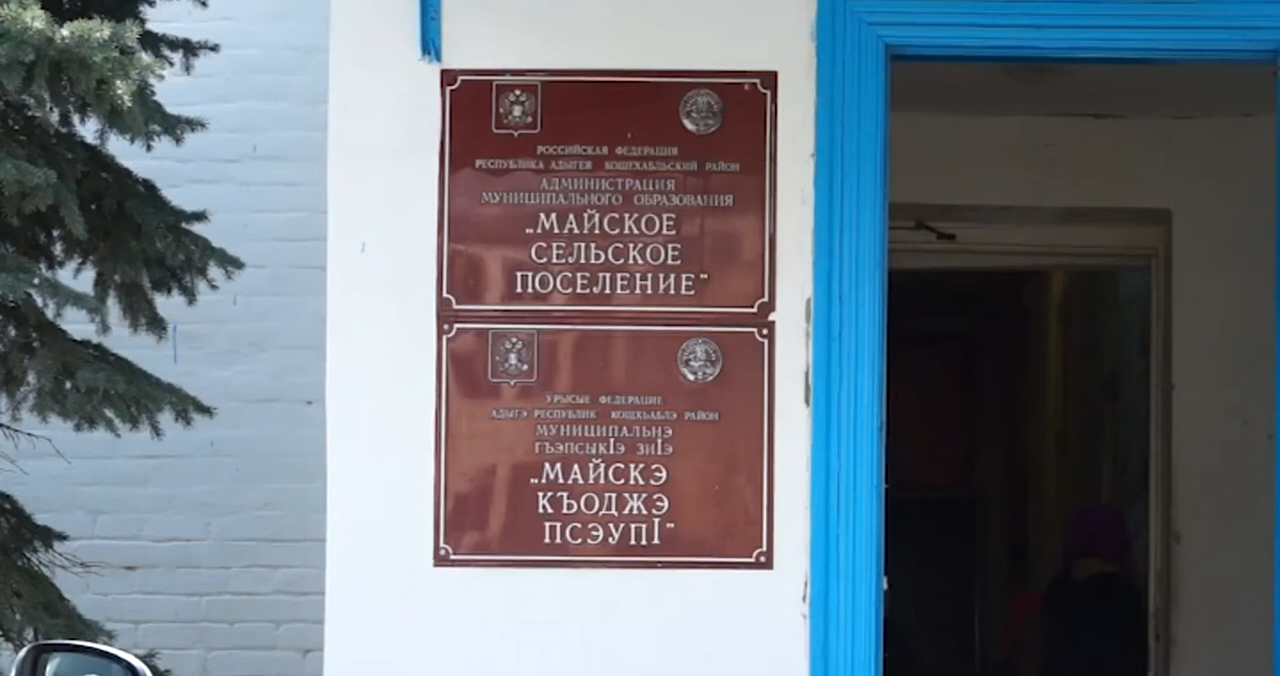 РОССИЙСКАЯ ФЕДЕРАЦИЯ
РЕСПУБЛИКА АДЫГЕЯ КОШЕХАБЛЬСКИЙ РАЙОН
АДМИНИСТРАЦИЯ
МУНИЦИПАЛЬНОГО ОБРАЗОВАНИЯ
„МАЙСКОЕ
СЕЛЬСКОЕ
ПОСЕЛЕНИЕ”
УРЫСЫЕ ФЕДЕРАЦИЕ
АДЫГЭ РЕСПУБЛИК КОЩХЬАБЛЭ РАЙОН
МУНИЦИПАЛЬНЭ
ГЪЭПСЫКIЭ ЗИIЭ
„МАЙСКЭ
КЪОДЖЭ
ПСЭУПI”